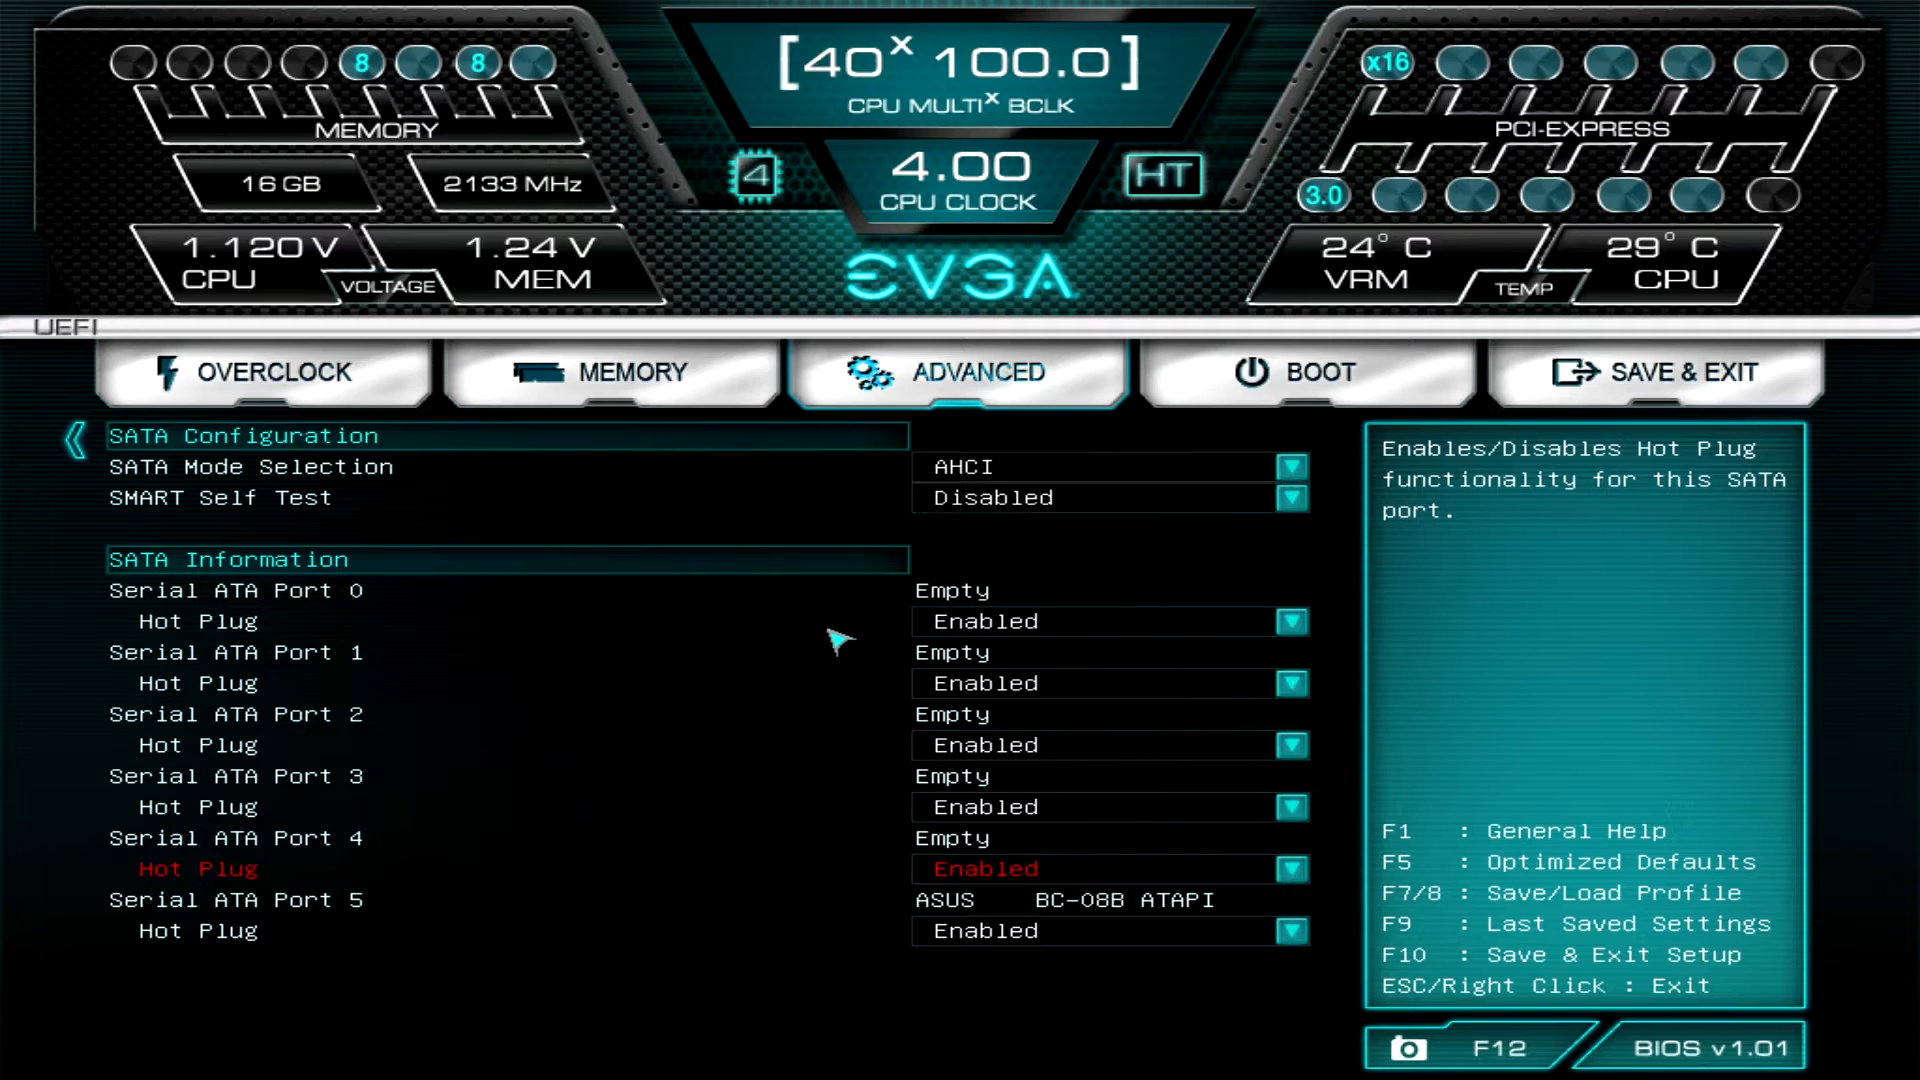 8 8
MEMORY
16 GB 2133 MHz
1.120 V CPU
VOLTAGE
1.24 V MEM
[40x 100.0]
CPU MULTIx BCLK
4
4.00
CPU CLOCK
HT
EVGA
x16
PCI-EXPRESS
3.0
24° C VRM
TEMP
29° C CPU
UEFI
OVERCLOCK MEMORY ADVANCED BOOT SAVE & EXIT
SATA Configuration
SATA Mode Selection AHCI
SMART Self Test Disabled
SATA Information
Serial ATA Port 0 Empty
Hot Plug Enabled
Serial ATA Port 1 Empty
Hot Plug Enabled
Serial ATA Port 2 Empty
Hot Plug Enabled
Serial ATA Port 3 Empty
Hot Plug Enabled
Serial ATA Port 4 Empty
Hot Plug Enabled
Serial ATA Port 5 ASUS BC-08B ATAPI
Hot Plug Enabled
Enables/Disables Hot Plug
functionality for this SATA
port.
F1 : General Help
F5 : Optimized Defaults
F7/8 : Save/Load Profile
F9 : Last Saved Settings
F10 : Save & Exit Setup
ESC/Right Click : Exit
F12 BIOS v1.01